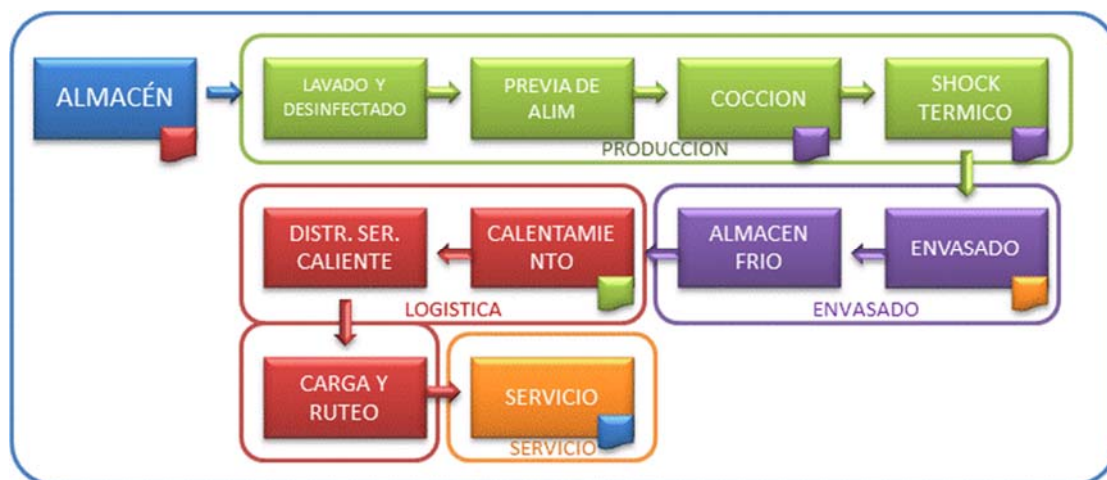 ALMACÉN
LAVADO Y
DESINFECTADO
PREVIA DE
ALIM
COCCION
SHOCK
TERMICO
PRODUCCION
DISTR. SER.
CALIENTE
CALENTAMIE
NTO
ALMACEN
FRIO
ENVASADO
LOGISTICA
ENVASADO
CARGA Y
RUTEO
SERVICIO
SERVICIO